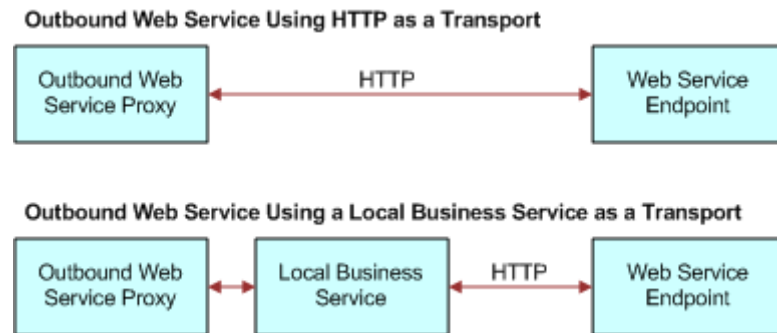 Outbound Web Service Using HTTP as a Transport
Outbound Web
Service Proxy
HTTP
Web Service
Endpoint
Outbound Web Service Using a Local Business Service as a Transport
Outbound Web
Service Proxy
Local Business
Service
HTTP
Web Service
Endpoint